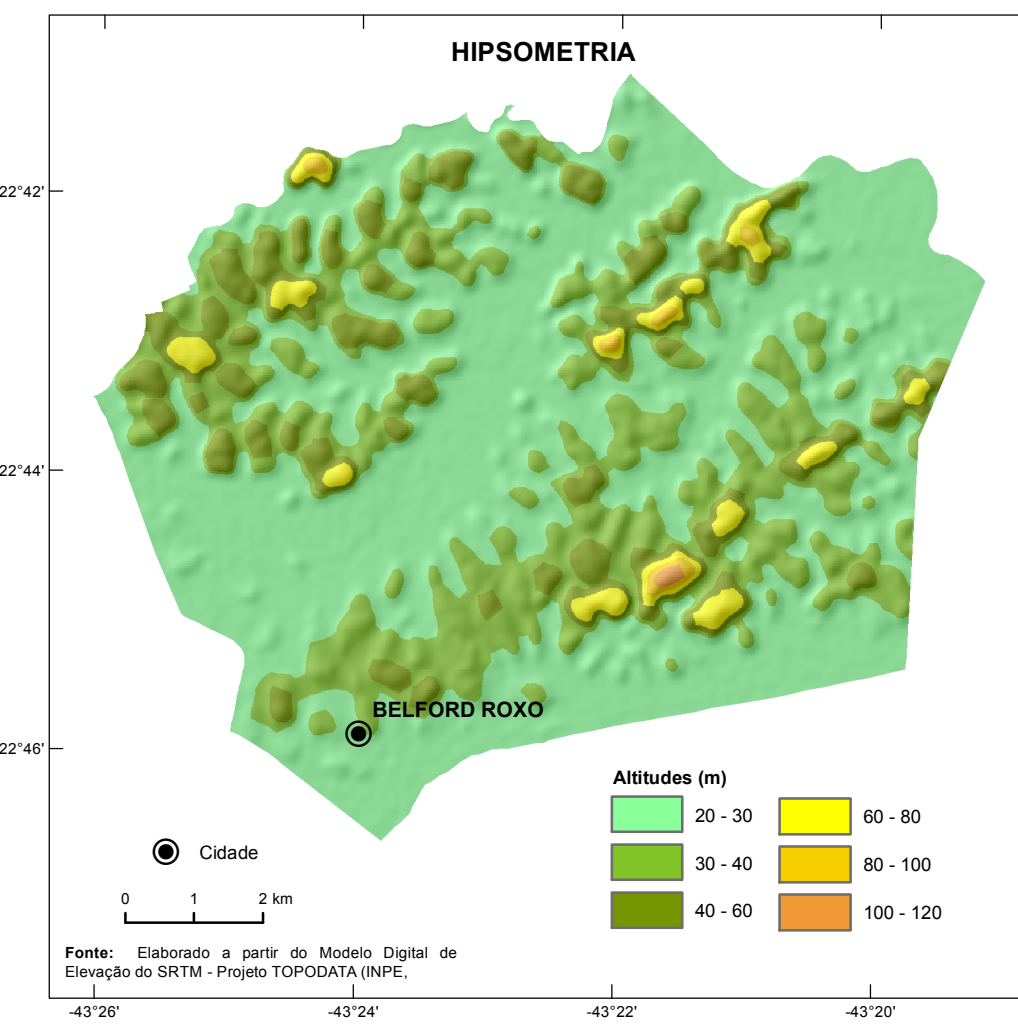 HIPSOMETRIA
22°42'
22°44'
BELFORD ROXO
22°46'
Altitudes (m)
20 - 30
60 - 80
30 - 40
80 - 100
40 - 60
100 - 120
Cidade
0 1 2 km
Fonte: Elaborado a partir do Modelo Digital de
Elevação do SRTM - Projeto TOPODATA (INPE,
-43°26' -43°24' -43°22' -43°20'